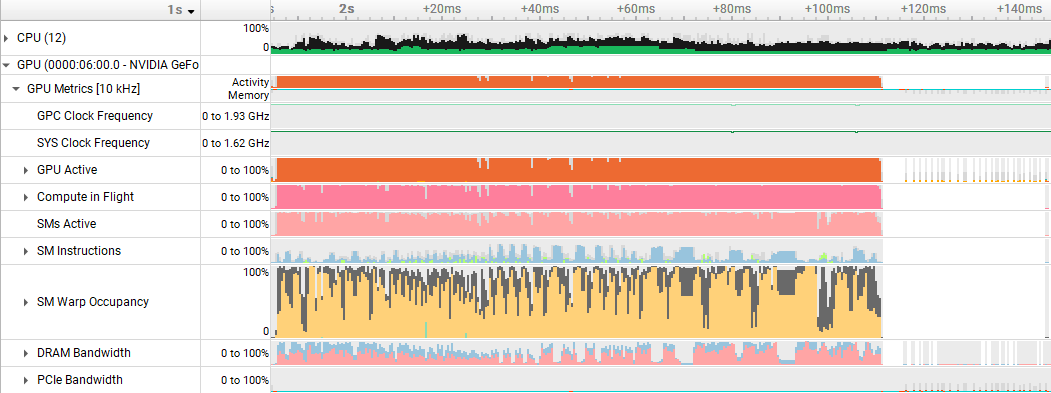 1s
s 2s +20ms +40ms +60ms +80ms +100ms +120ms +140ms
CPU (12) 100%
0
GPU (0000:06:00.0 - NVIDIA GeFo
GPU Metrics [10 kHz] Activity
Memory
GPC Clock Frequency 0 to 1.93 GHz
SYS Clock Frequency 0 to 1.62 GHz
GPU Active 0 to 100%
Compute in Flight 0 to 100%
SMs Active 0 to 100%
SM Instructions 0 to 100%
SM Warp Occupancy 100%
0
DRAM Bandwidth 0 to 100%
PCIe Bandwidth 0 to 100%